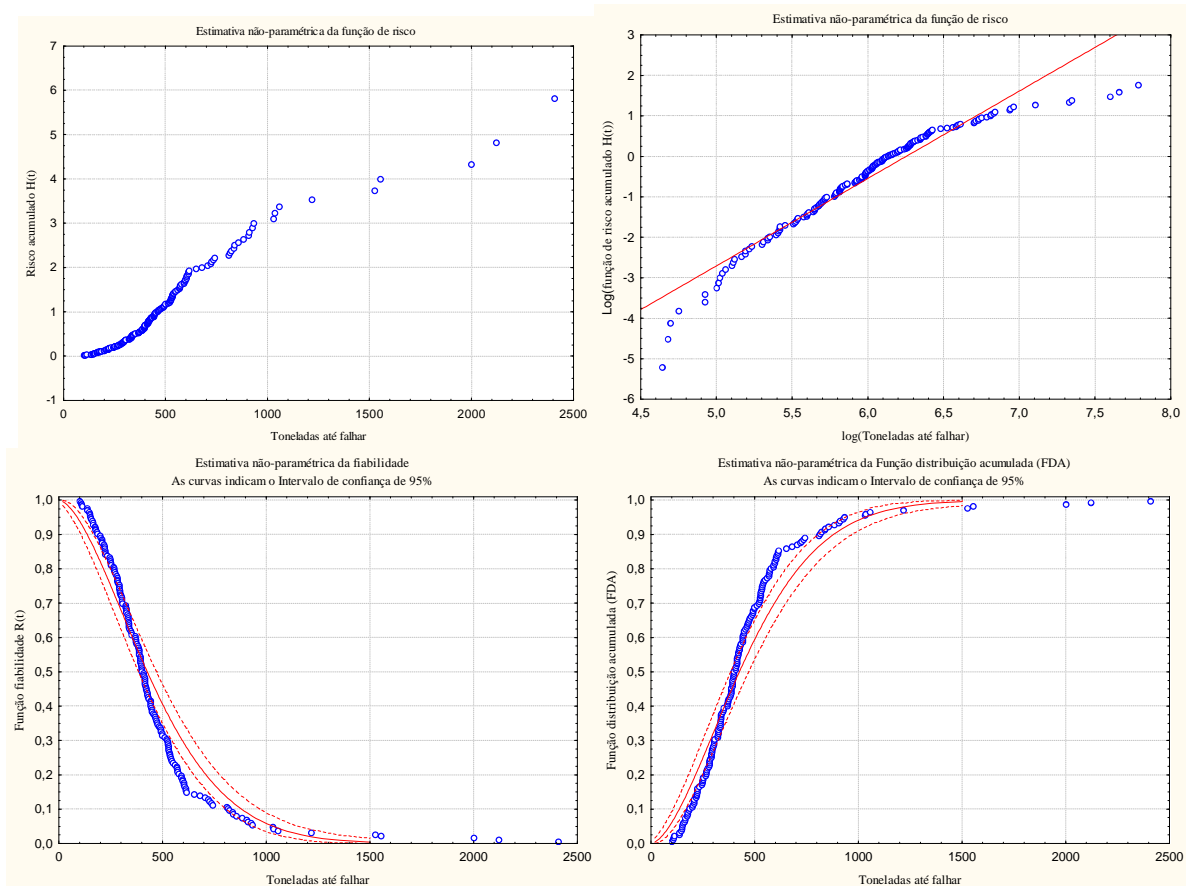 Estimativa não-paramétrica da função de risco
Risco acumulado H(t)
7
6
5
4
3
2
1
0
-1
0 500 1000 1500 2000 2500
Toneladas até falhar
Estimativa não-paramétrica da função de risco
Log(função de risco acumulado H(t))
3
2
1
0
-1
-2
-3
-4
-5
-6
4,5 5,0 5,5 6,0 6,5 7,0 7,5 8,0
log(Toneladas até falhar)
Estimativa não-paramétrica da fiabilidade
As curvas indicam o Intervalo de confiança de 95%
Função fiabilidade R(t)
1,0
0,9
0,8
0,7
0,6
0,5
0,4
0,3
0,2
0,1
0,0
0 500 1000 1500 2000 2500
Toneladas até falhar
Estimativa não-paramétrica da Função distribuição acumulada (FDA)
As curvas indicam o Intervalo de confiança de 95%
Função distribuição acumulada (FDA)
1,0
0,9
0,8
0,7
0,6
0,5
0,4
0,3
0,2
0,1
0,0
0 500 1000 1500 2000 2500
Toneladas até falhar